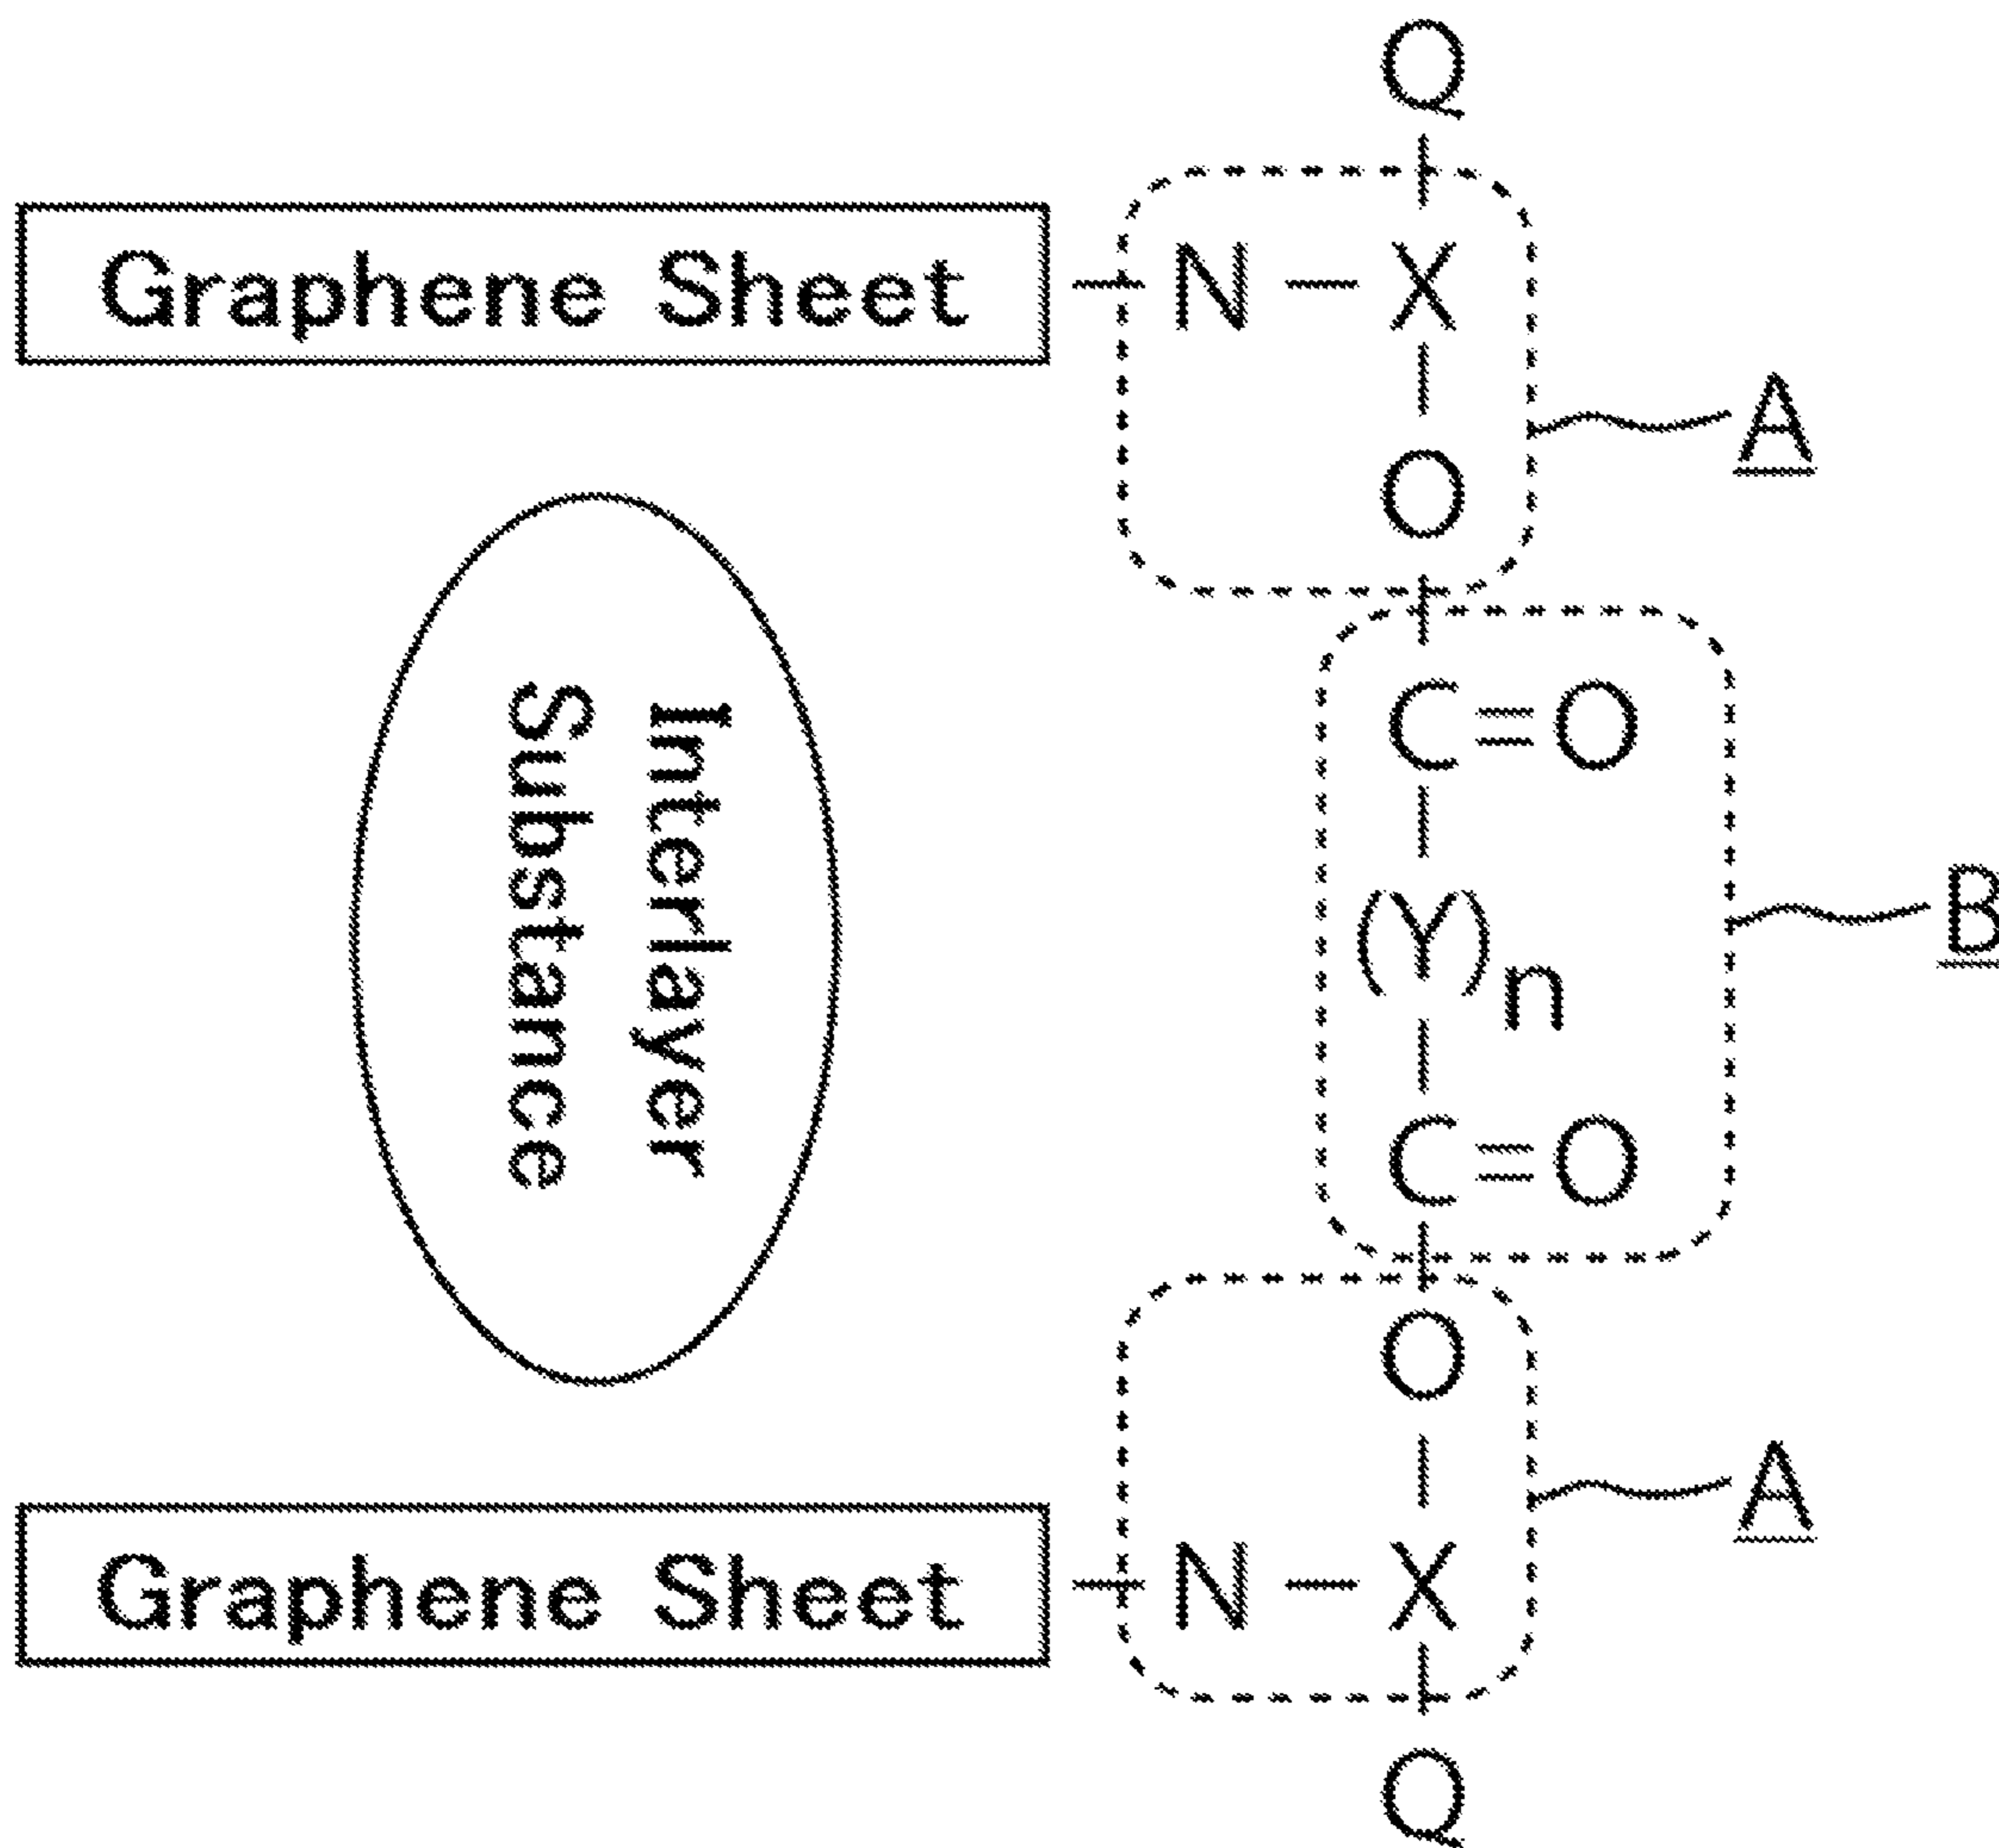 Q
Graphene Sheet – N – X
A
O
C=O
(Y)n
B
Interlayer
Substance
C=O
O
A
Graphene Sheet – N – X
Q